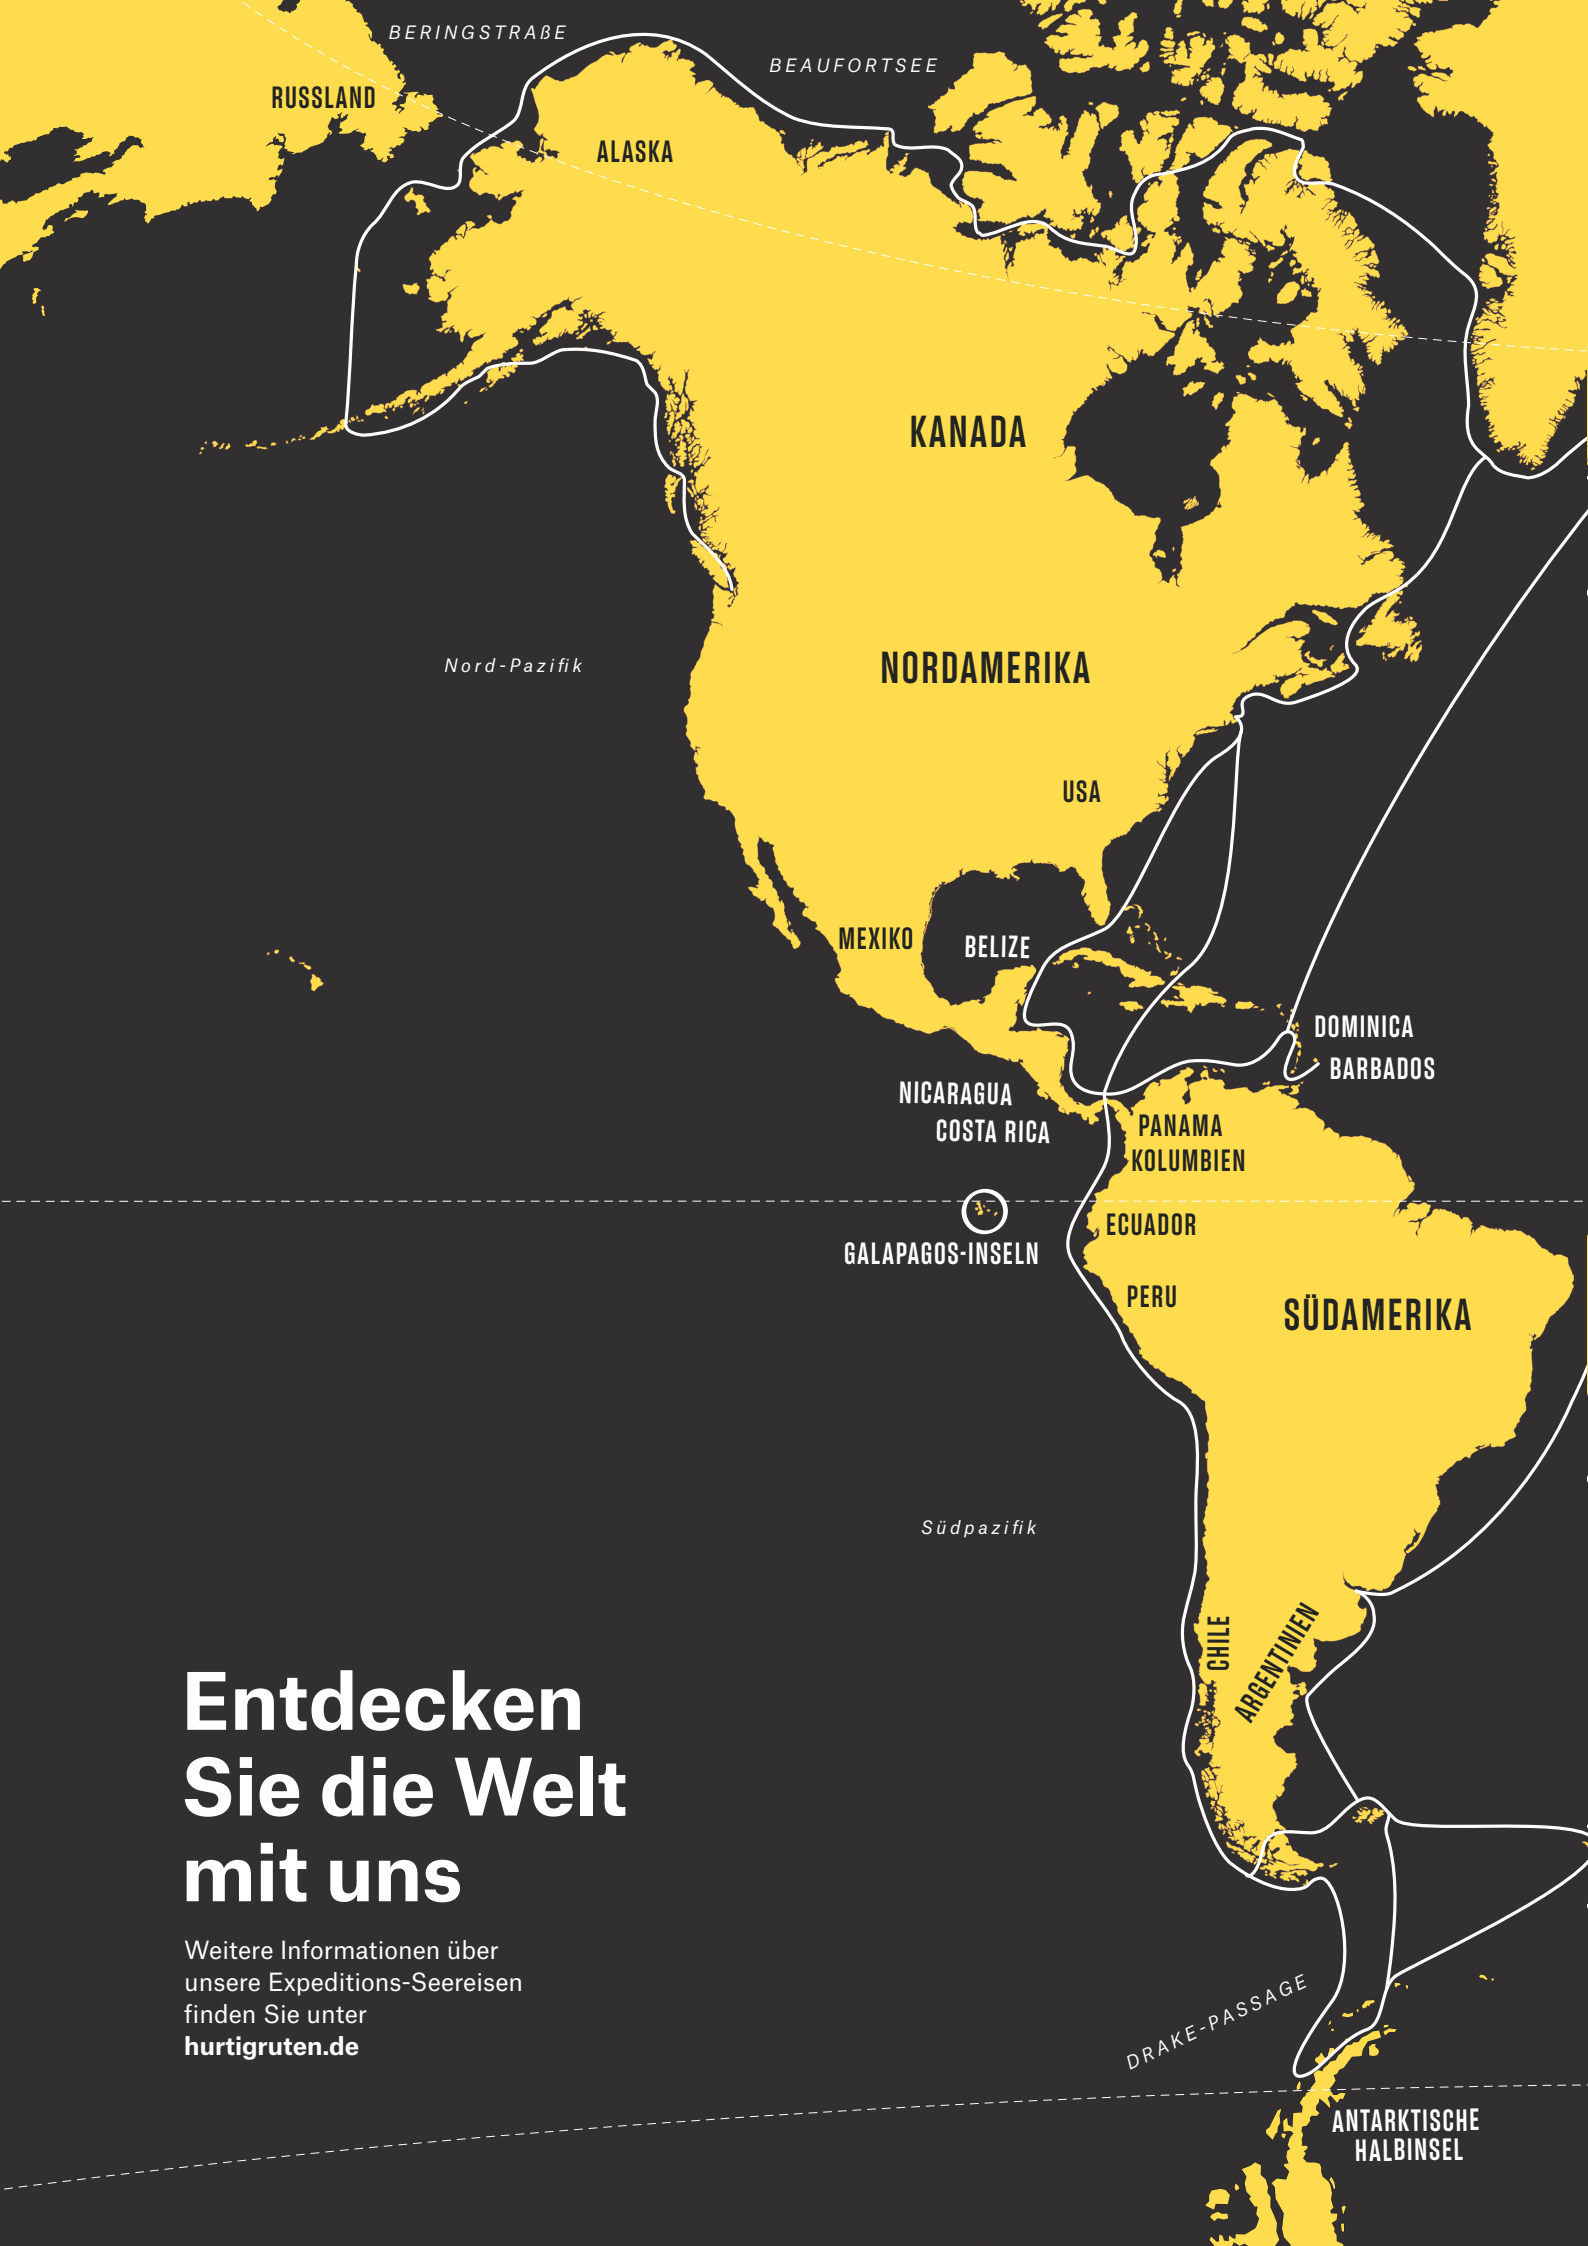 BERINGSTRAßE
BEAUFORTSEE
RUSSLAND
ALASKA
KANADA
NORDAMERIKA
Nord-Pazifik
USA
MEXIKO
BELIZE
DOMINICA
BARBADOS
NICARAGUA
COSTA RICA
PANAMA
KOLUMBIEN
ECUADOR
GALAPAGOS-INSELN
PERU
SÜDAMERIKA
Südpazifik
CHILE
ARGENTINIEN
Entdecken
Sie die Welt
mit uns
Weitere Informationen über
unsere Expeditions-Seereisen
finden Sie unter
hurtigruten.de
DRAKE-PASSAGE
ANTARKTISCHE
HALBINSEL